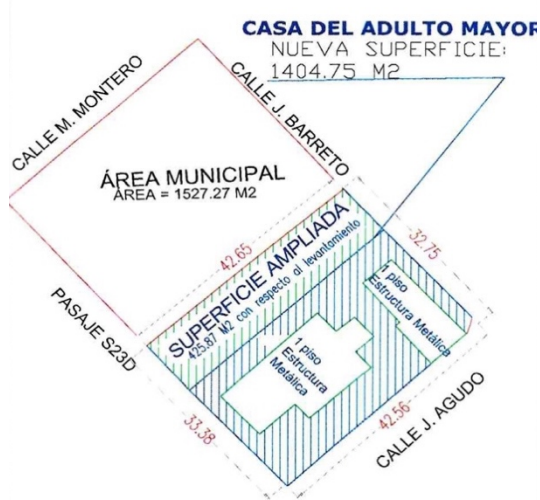 CASA DEL ADULTO MAYOR
NUEVA SUPERFICIE:
1404.75 M2
CALLE M. MONTERO
CALLE J. BARRETO
ÁREA MUNICIPAL
ÁREA = 1527.27 M2
42.65
32.75
SUPERFICIE AMPLIADA
425.87 M2 con respecto al levantamiento
PASAJE S23D
1 piso
Estructura Metálica
1 piso
Estructura
Metálica
33.38
42.56
CALLE J. AGUDO